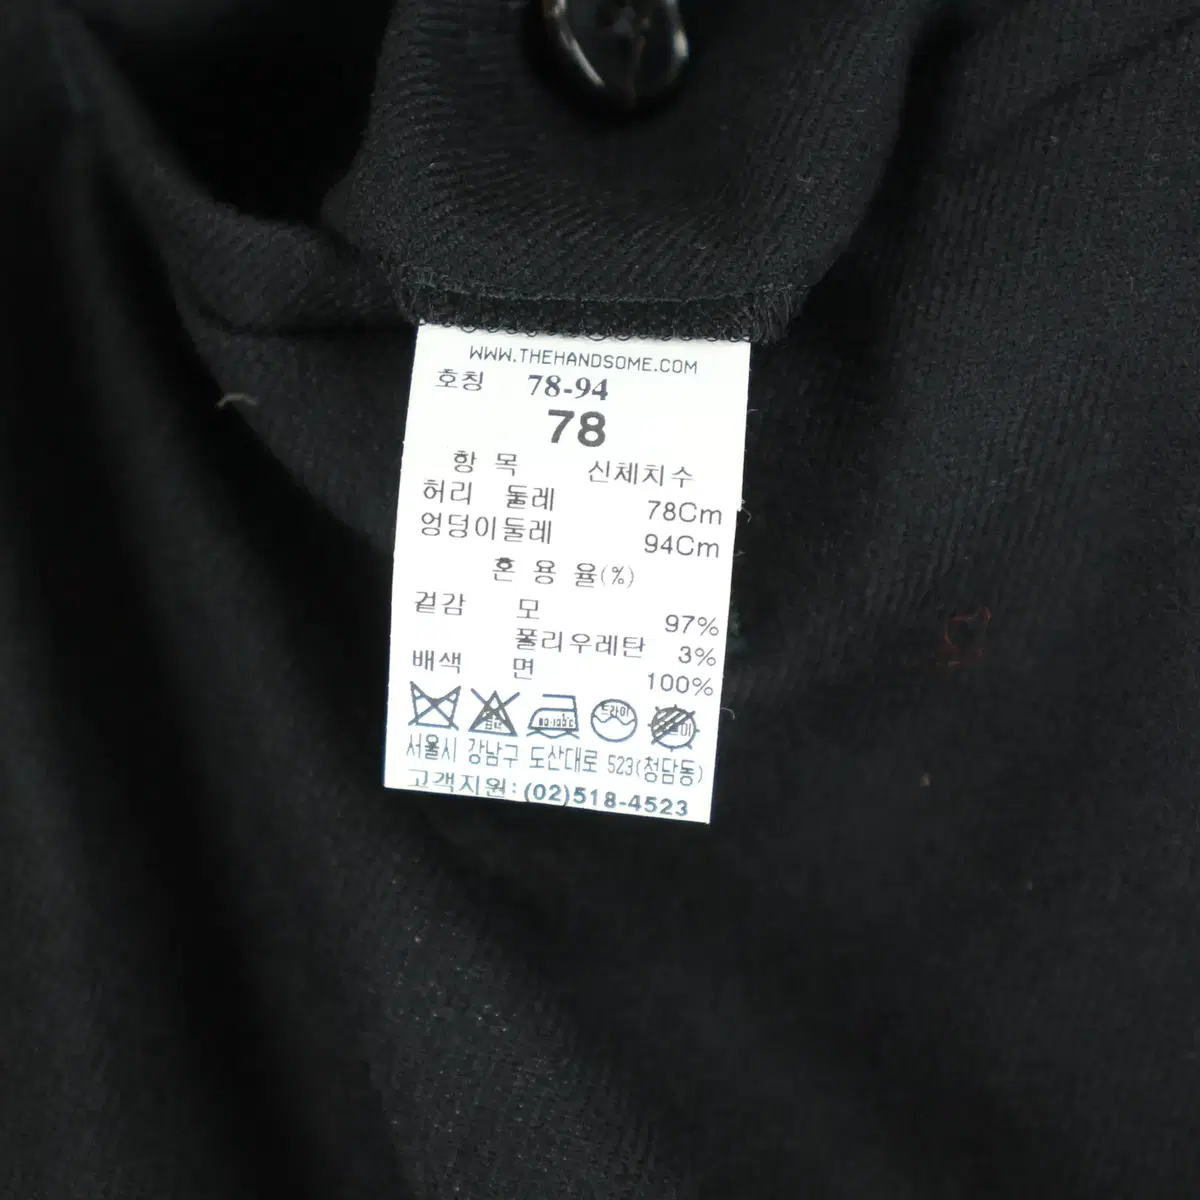 WWW.THEHANDSOME.COM
호칭 78-94
78
항 목 신체치수
허리 둘레 78Cm
엉덩이둘레 94Cm
혼 용 율(%)
겉감 모 97%
폴리우레탄 3%
배색 면 100%
드라이
서울시 강남구 도산대로 523(청담동)
고객지원:(02)518-4523